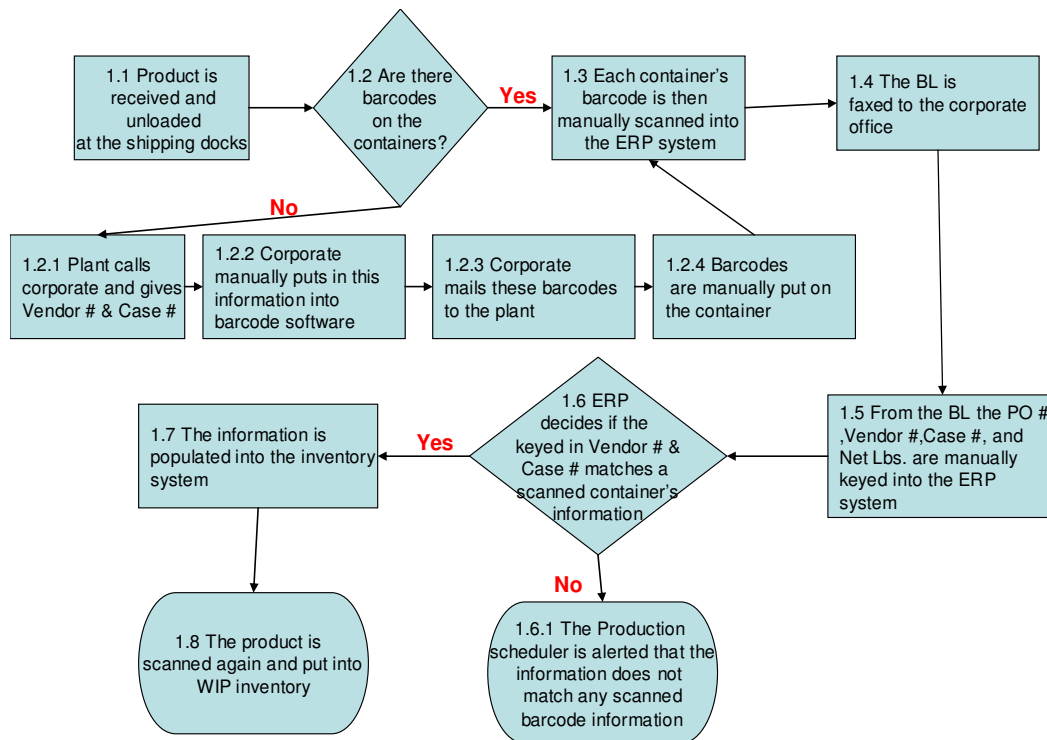 1.1 Product is
received and
unloaded
at the shipping docks
1.2 Are there
barcodes
on the
containers?
Yes
1.3 Each container's
barcode is then
manually scanned into
the ERP system
1.4 The BL is
faxed to the corporate
office
No
1.2.1 Plant calls
corporate and gives
Vendor # & Case #
1.2.2 Corporate
manually puts in this
information into
barcode software
1.2.3 Corporate
mails these barcodes
to the plant
1.2.4 Barcodes
are manually put on
the container
1.5 From the BL the PO #
,Vendor #,Case #, and
Net Lbs. are manually
keyed into the ERP
system
1.6 ERP
decides if the
keyed in Vendor # &
Case # matches a
scanned container's
information
Yes
1.7 The information is
populated into the inventory
system
No
1.8 The product is
scanned again and put into
WIP inventory
1.6.1 The Production
scheduler is alerted that the
information does not
match any scanned
barcode information